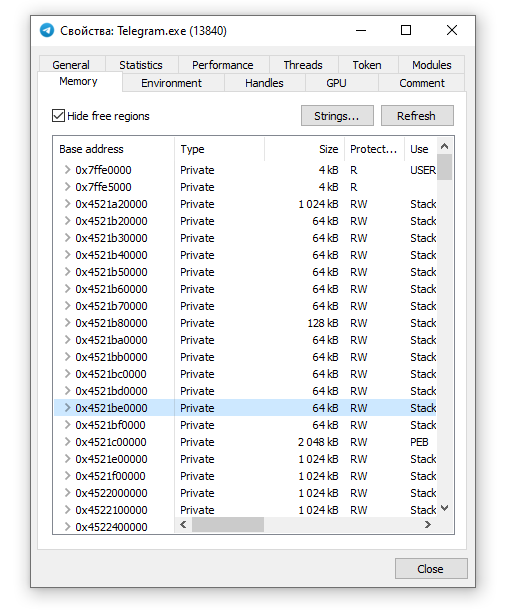 Свойства: Telegram.exe (13840)
General Statistics Performance Threads Token Modules
Memory Environment Handles GPU Comment
Hide free regions Strings... Refresh
Base address Type Size Protect... Use
0x7ffe0000 Private 4 kB R USER
0x7ffe5000 Private 4 kB R
0x4521a20000 Private 1 024 kB RW Stack
0x4521b20000 Private 64 kB RW Stack
0x4521b30000 Private 64 kB RW Stack
0x4521b40000 Private 64 kB RW Stack
0x4521b50000 Private 64 kB RW Stack
0x4521b60000 Private 64 kB RW Stack
0x4521b70000 Private 64 kB RW Stack
0x4521b80000 Private 128 kB RW Stack
0x4521ba0000 Private 64 kB RW Stack
0x4521bb0000 Private 64 kB RW Stack
0x4521bc0000 Private 64 kB RW Stack
0x4521bd0000 Private 64 kB RW Stack
0x4521be0000 Private 64 kB RW Stack
0x4521bf0000 Private 64 kB RW Stack
0x4521c00000 Private 2 048 kB RW PEB
0x4521e00000 Private 1 024 kB RW Stack
0x4521f00000 Private 1 024 kB RW Stack
0x4522000000 Private 1 024 kB RW Stack
0x4522100000 Private 1 024 kB RW Stack
0x4522400000
Close